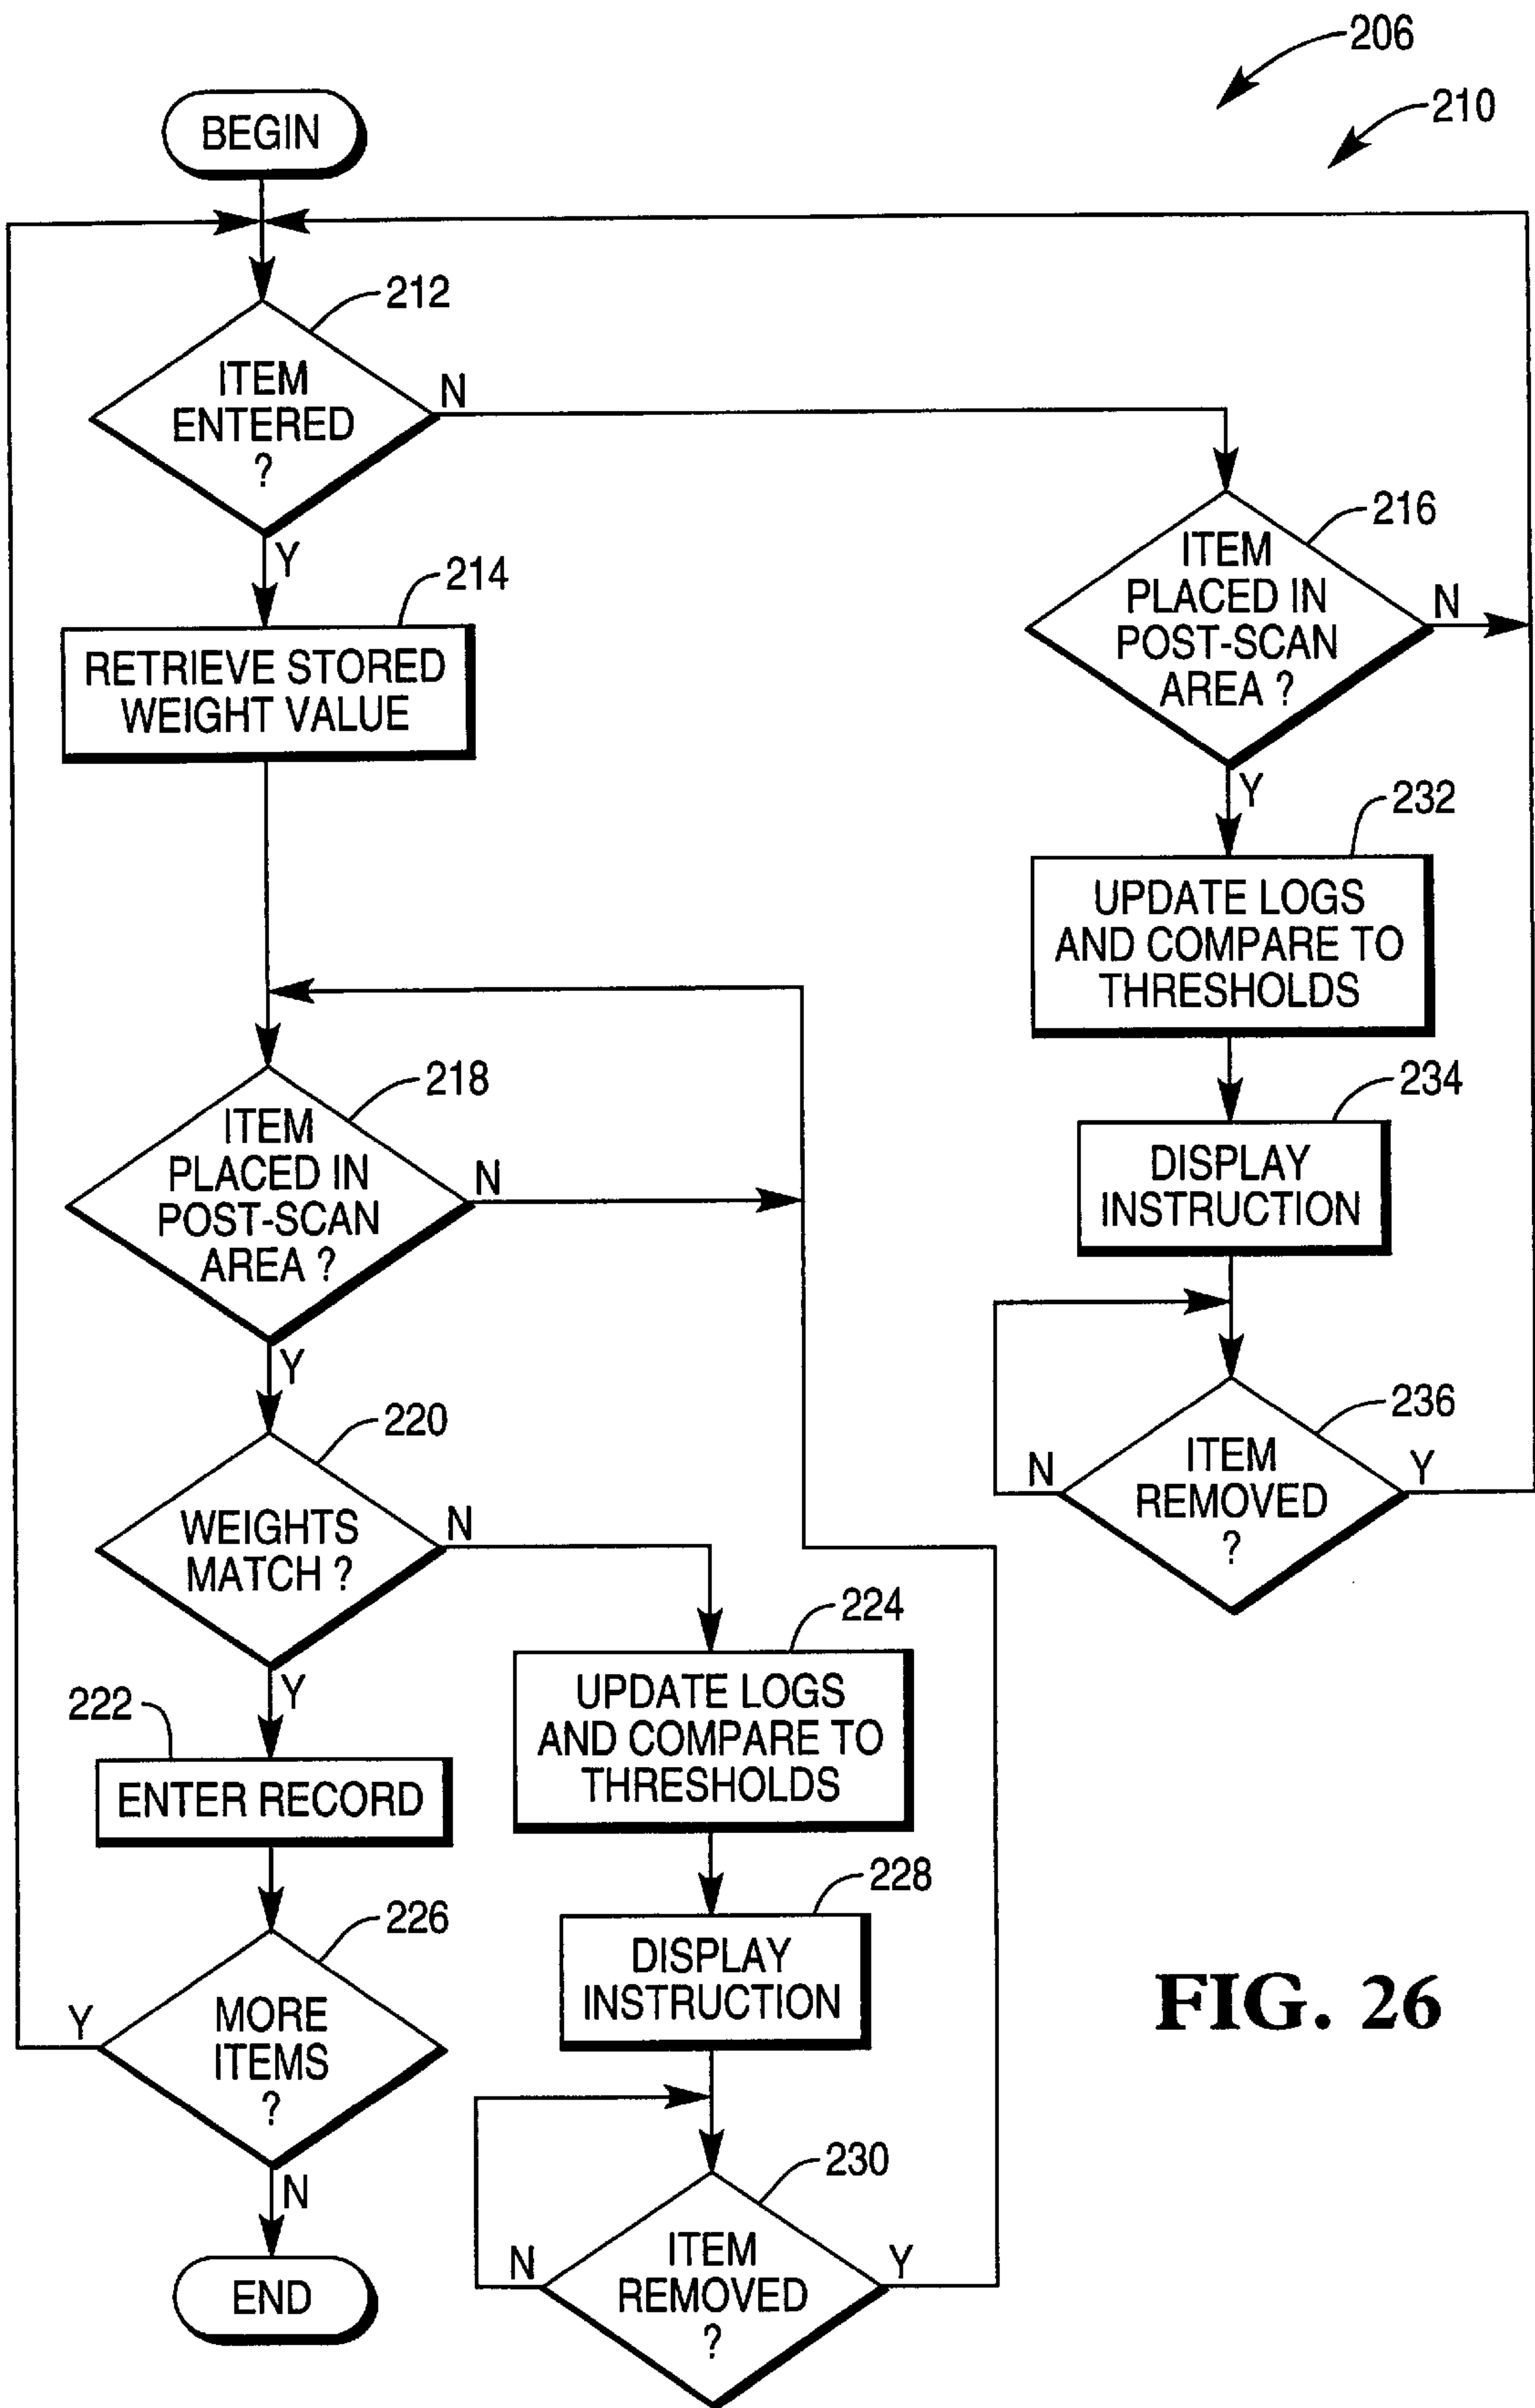 206
210
BEGIN
212
ITEM
ENTERED
?
N
Y
216
ITEM
PLACED IN
POST-SCAN
AREA ?
N
Y
214
RETRIEVE STORED
WEIGHT VALUE
232
UPDATE LOGS
AND COMPARE TO
THRESHOLDS
218
ITEM
PLACED IN
POST-SCAN
AREA ?
N
Y
234
DISPLAY
INSTRUCTION
236
ITEM
REMOVED
?
N
Y
220
WEIGHTS
MATCH ?
N
Y
224
UPDATE LOGS
AND COMPARE TO
THRESHOLDS
222
ENTER RECORD
228
DISPLAY
INSTRUCTION
226
MORE
ITEMS
?
Y
N
230
ITEM
REMOVED
?
N
Y
END
FIG. 26